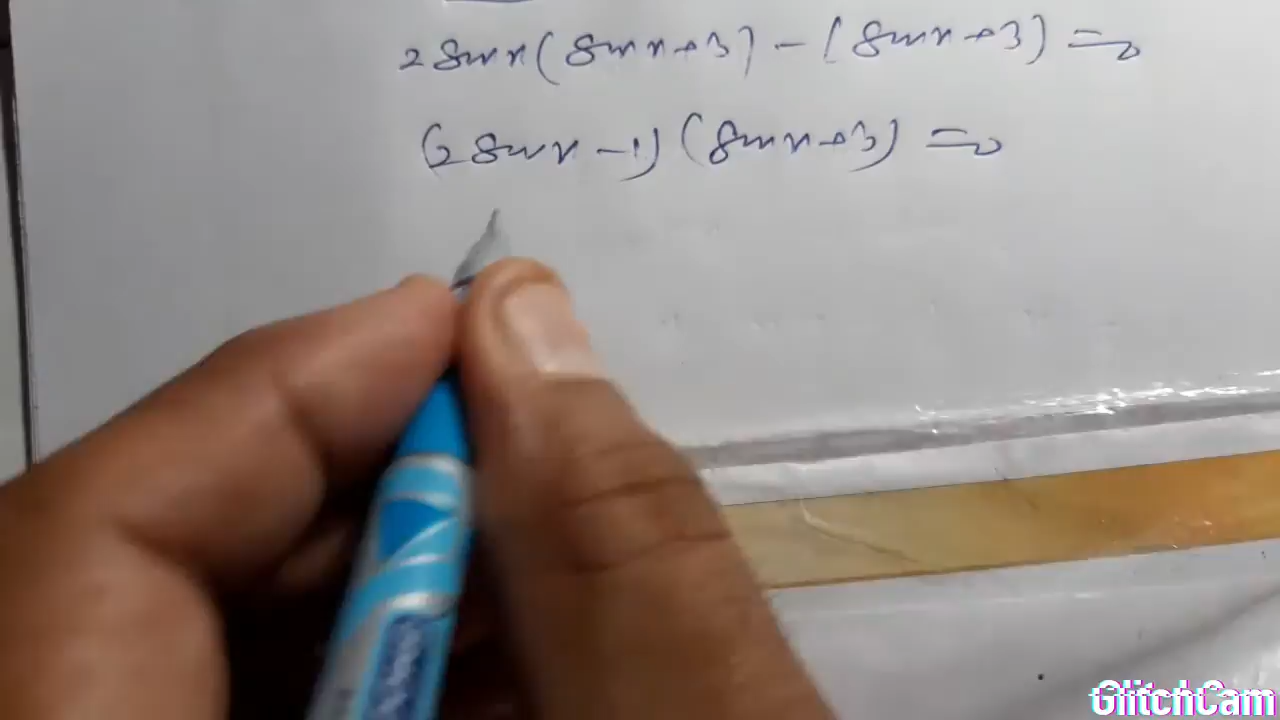 2 sin x (sin x + 3) - (sin x + 3) = 0
(2 sin x - 1) (sin x + 3) = 0
GlitchCam